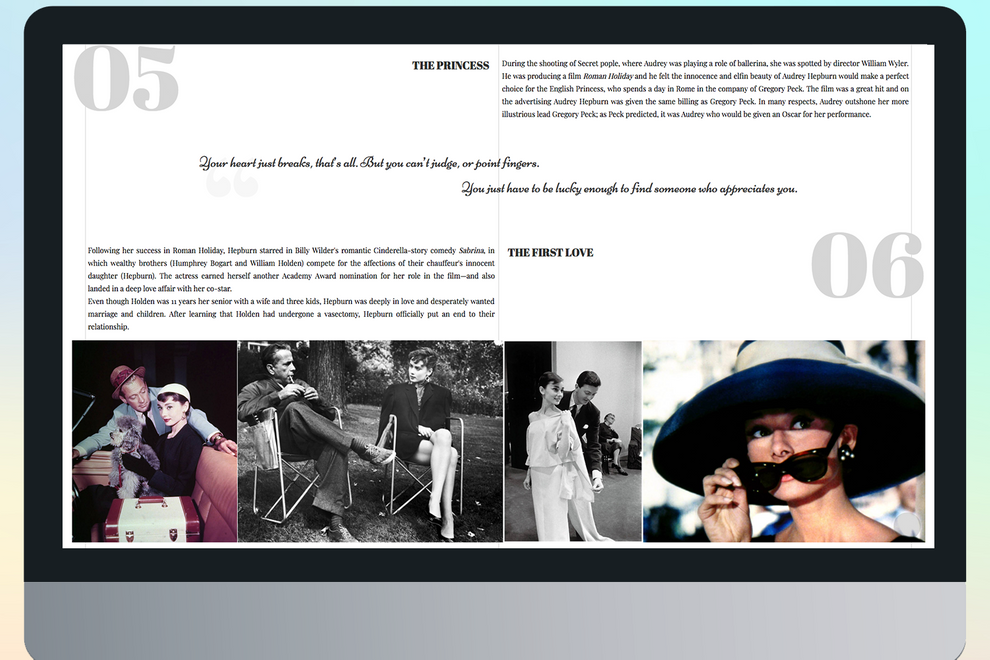 05
THE PRINCESS
During the shooting of Secret pople, where Audrey was playing a role of ballerina, she was spotted by director William Wyler.
He was producing a film Roman Holiday and he felt the innocence and elfin beauty of Audrey Hepburn would make a perfect
choice for the English Princess, who spends a day in Rome in the company of Gregory Peck. The film was a great hit and on
the advertising Audrey Hepburn was given the same billing as Gregory Peck. In many respects, Audrey outshone her more
illustrious lead Gregory Peck; as Peck predicted, it was Audrey who would be given an Oscar for her performance.
Your heart just breaks, that's all. But you can't judge, or point fingers.
“
You just have to be lucky enough to find someone who appreciates you.
Following her success in Roman Holiday, Hepburn starred in Billy Wilder's romantic Cinderella-story comedy Sabrina, in
which wealthy brothers (Humphrey Bogart and William Holden) compete for the affections of their chauffeur's innocent
daughter (Hepburn). The actress earned herself another Academy Award nomination for her role in the film—and also
landed in a deep love affair with her co-star.
Even though Holden was 11 years her senior with a wife and three kids, Hepburn was deeply in love and desperately wanted
marriage and children. After learning that Holden had undergone a vasectomy, Hepburn officially put an end to their
relationship.
THE FIRST LOVE
06